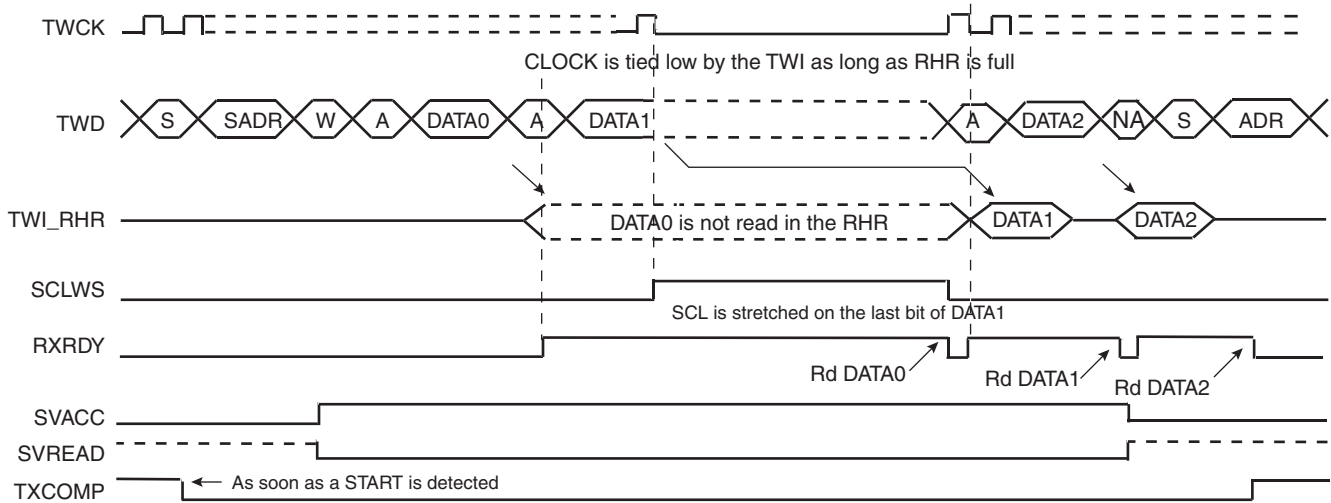 TWCK
CLOCK is tied low by the TWI as long as RHR is full
TWD S SADR W A DATA0 A DATA1 A DATA2 NA S ADR
TWI_RHR DATA0 is not read in the RHR DATA1 DATA2
SCLWS
SCL is stretched on the last bit of DATA1
RXRDY
Rd DATA0 Rd DATA1 Rd DATA2
SVACC
SVREAD
TXCOMP As soon as a START is detected